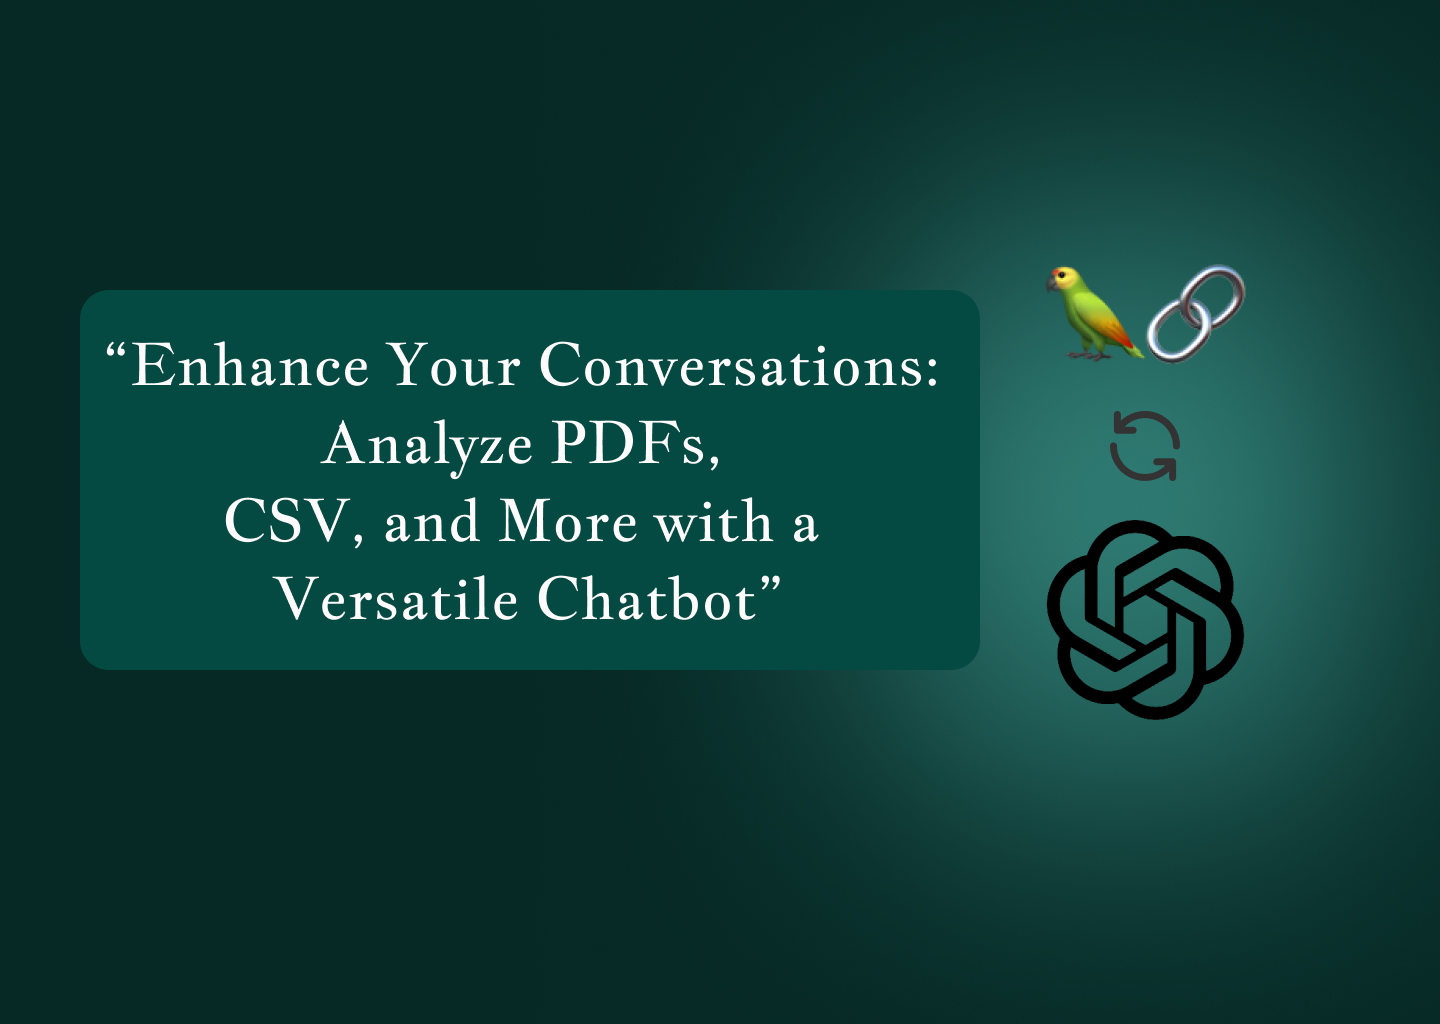 “Enhance Your Conversations:
Analyze PDFs,
CSV, and More with a
Versatile Chatbot”